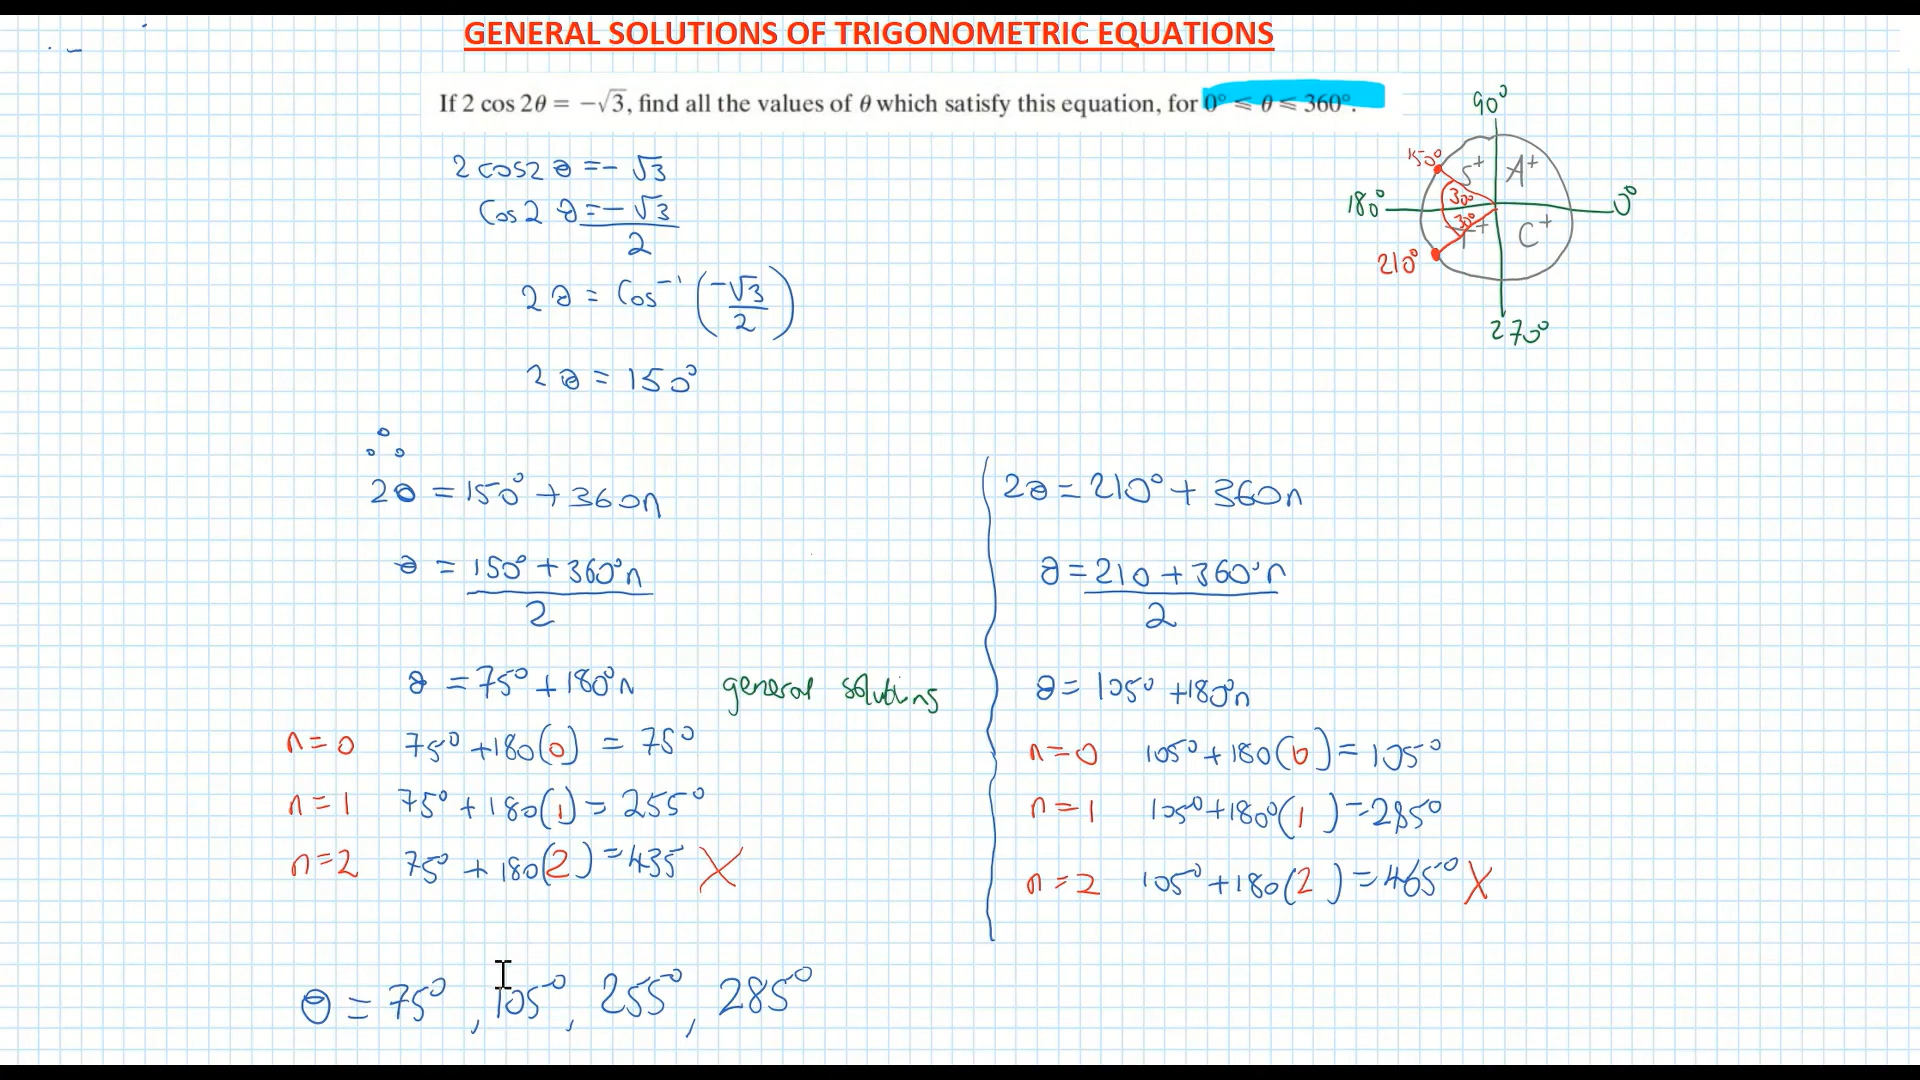 GENERAL SOLUTIONS OF TRIGONOMETRIC EQUATIONS
If 2 cos 2θ = −√3, find all the values of θ which satisfy this equation, for 0° ⩽ θ ⩽ 360°.
90°
150°
S+ A+
180° 30° 0°
30°
T+ C+
210°
270°
2 cos2 θ = − √3
Cos 2 θ = − √3 / 2
2 θ = Cos⁻¹ (−√3 / 2)
2 θ = 150°
∴
2θ = 150° + 360n
θ = 150° + 360°n / 2
θ = 75° + 180°n general solutions
n = 0 75° + 180(0) = 75°
n = 1 75° + 180(1) = 255°
n = 2 75° + 180(2) = 435° X
2θ = 210° + 360n
θ = 210 + 360°n / 2
θ = 105° + 180°n
n = 0 105° + 180(0) = 105°
n = 1 105° + 180°(1) = 285°
n = 2 105° + 180(2) = 465° X
θ = 75°, 105°, 255°, 285°